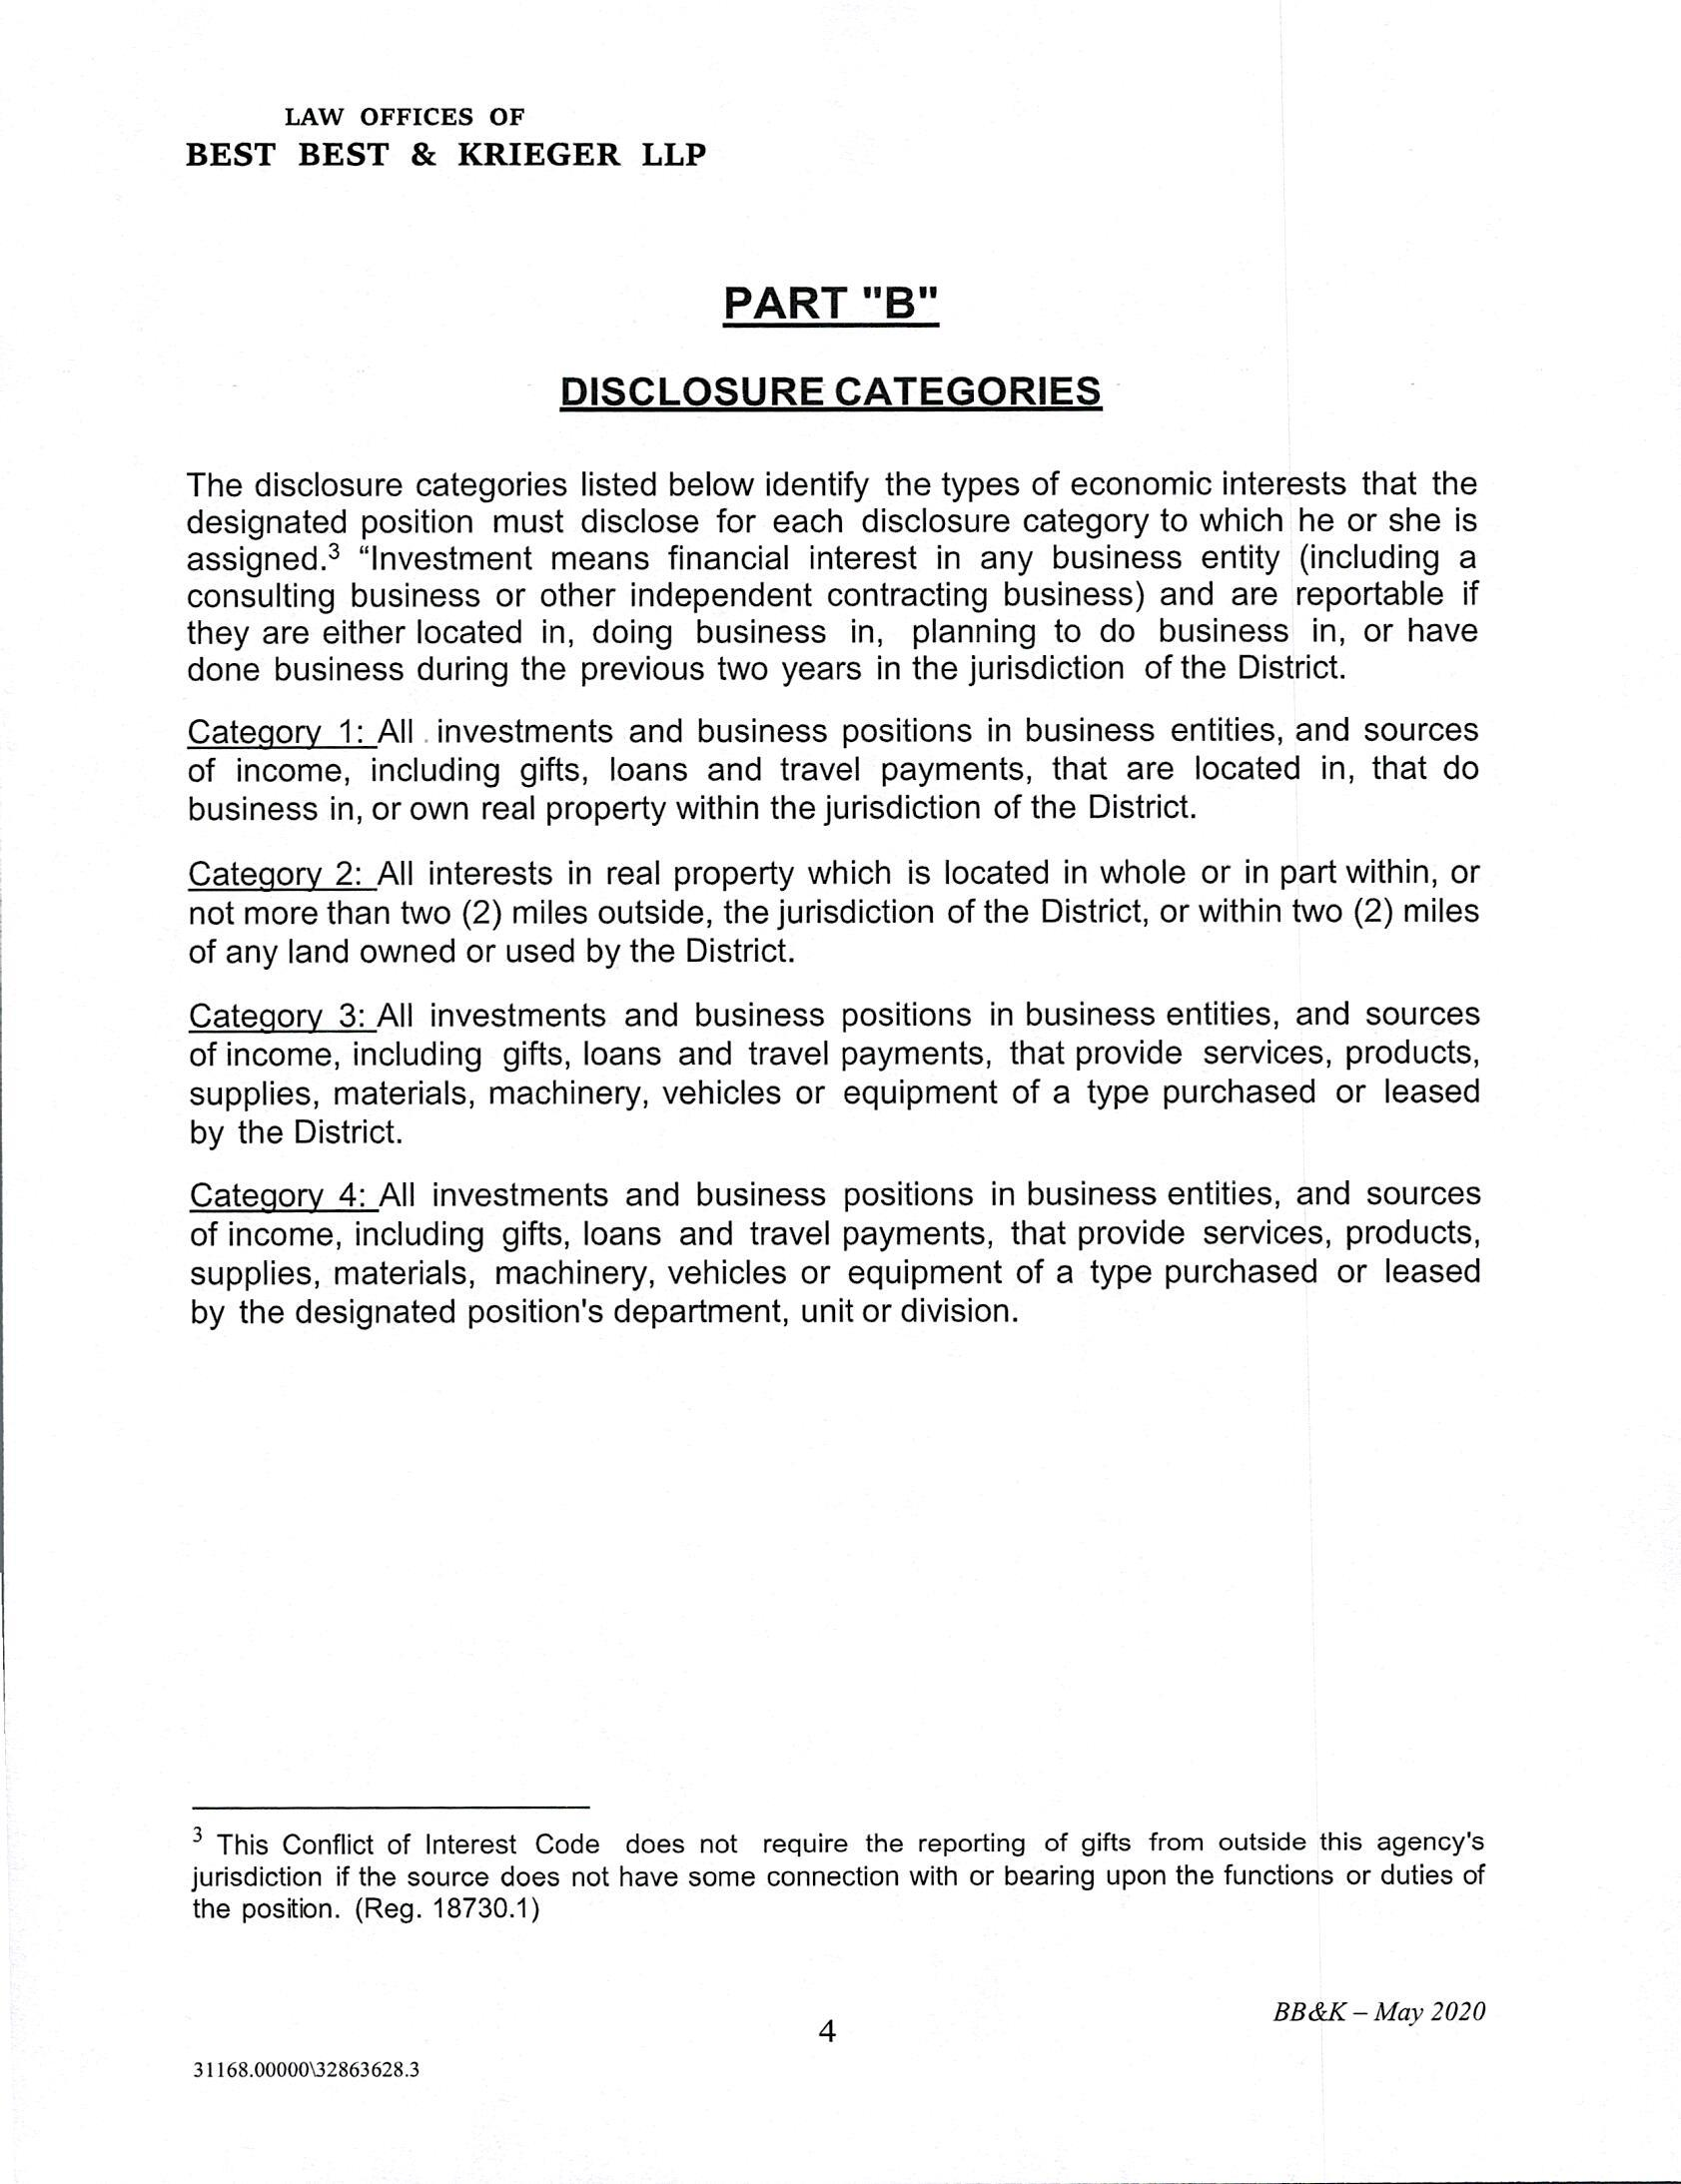 LAW OFFICES OF
BEST BEST & KRIEGER LLP
PART "B"
DISCLOSURE CATEGORIES
The disclosure categories listed below identify the types of economic interests that the
designated position must disclose for each disclosure category to which he or she is
assigned.³ “Investment means financial interest in any business entity (including a
consulting business or other independent contracting business) and are reportable if
they are either located in, doing business in, planning to do business in, or have
done business during the previous two years in the jurisdiction of the District.
Category 1: All investments and business positions in business entities, and sources
of income, including gifts, loans and travel payments, that are located in, that do
business in, or own real property within the jurisdiction of the District.
Category 2: All interests in real property which is located in whole or in part within, or
not more than two (2) miles outside, the jurisdiction of the District, or within two (2) miles
of any land owned or used by the District.
Category 3: All investments and business positions in business entities, and sources
of income, including gifts, loans and travel payments, that provide services, products,
supplies, materials, machinery, vehicles or equipment of a type purchased or leased
by the District.
Category 4: All investments and business positions in business entities, and sources
of income, including gifts, loans and travel payments, that provide services, products,
supplies, materials, machinery, vehicles or equipment of a type purchased or leased
by the designated position's department, unit or division.
³ This Conflict of Interest Code does not require the reporting of gifts from outside this agency's
jurisdiction if the source does not have some connection with or bearing upon the functions or duties of
the position. (Reg. 18730.1)
BB&K – May 2020
4
31168.00000\32863628.3